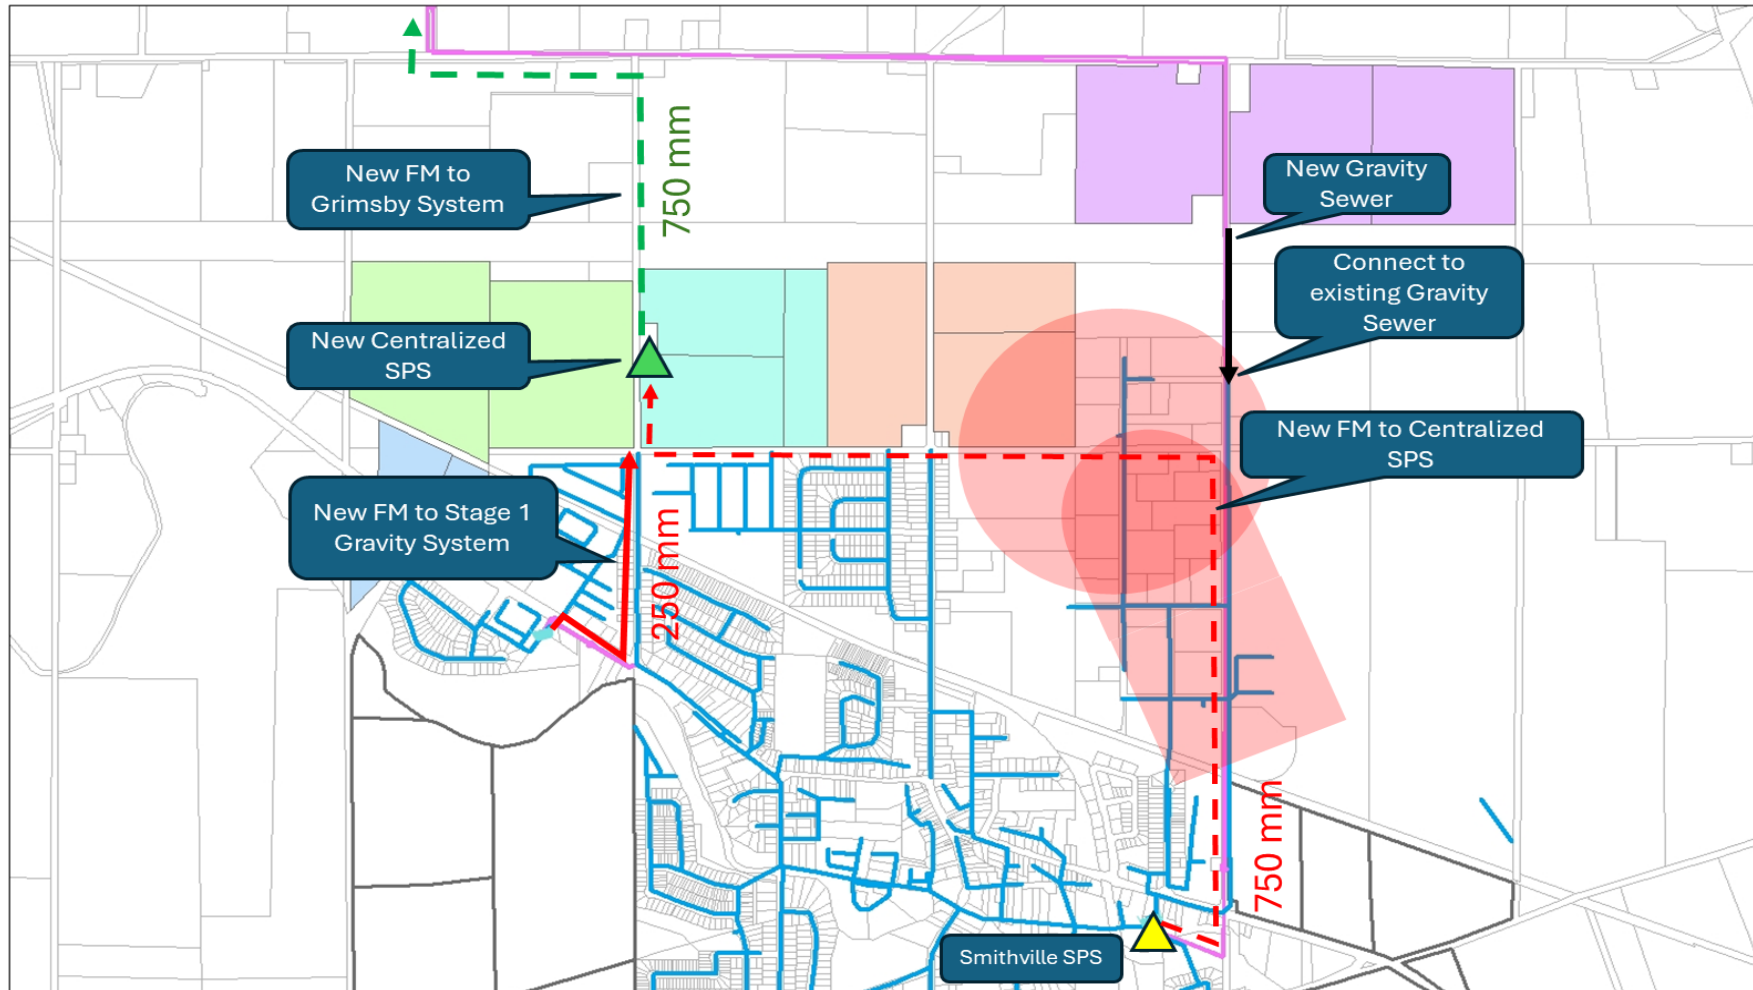 New FM to
Grimsby System
750 mm
New Gravity
Sewer
Connect to
existing Gravity
Sewer
New Centralized
SPS
New FM to Centralized
SPS
New FM to Stage 1
Gravity System
250 mm
750 mm
Smithville SPS